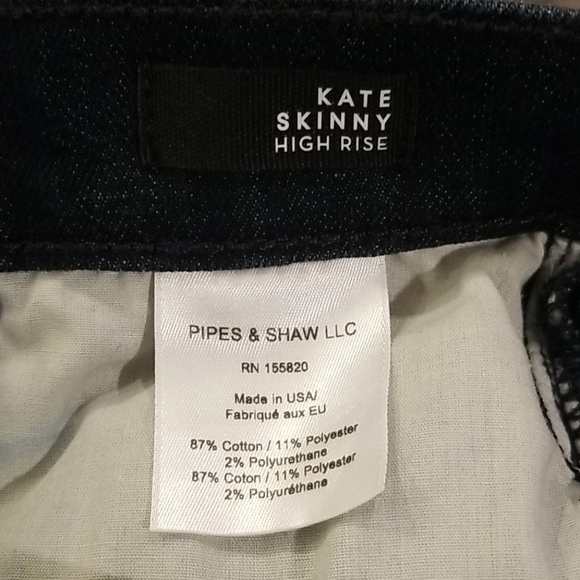 KATE
SKINNY
HIGH RISE
PIPES & SHAW LLC
RN 155820
Made in USA/
Fabriqué aux EU
87% Cotton / 11% Polyester
2% Polyurethane
87% Coton / 11% Polyester
2% Polyuréthane